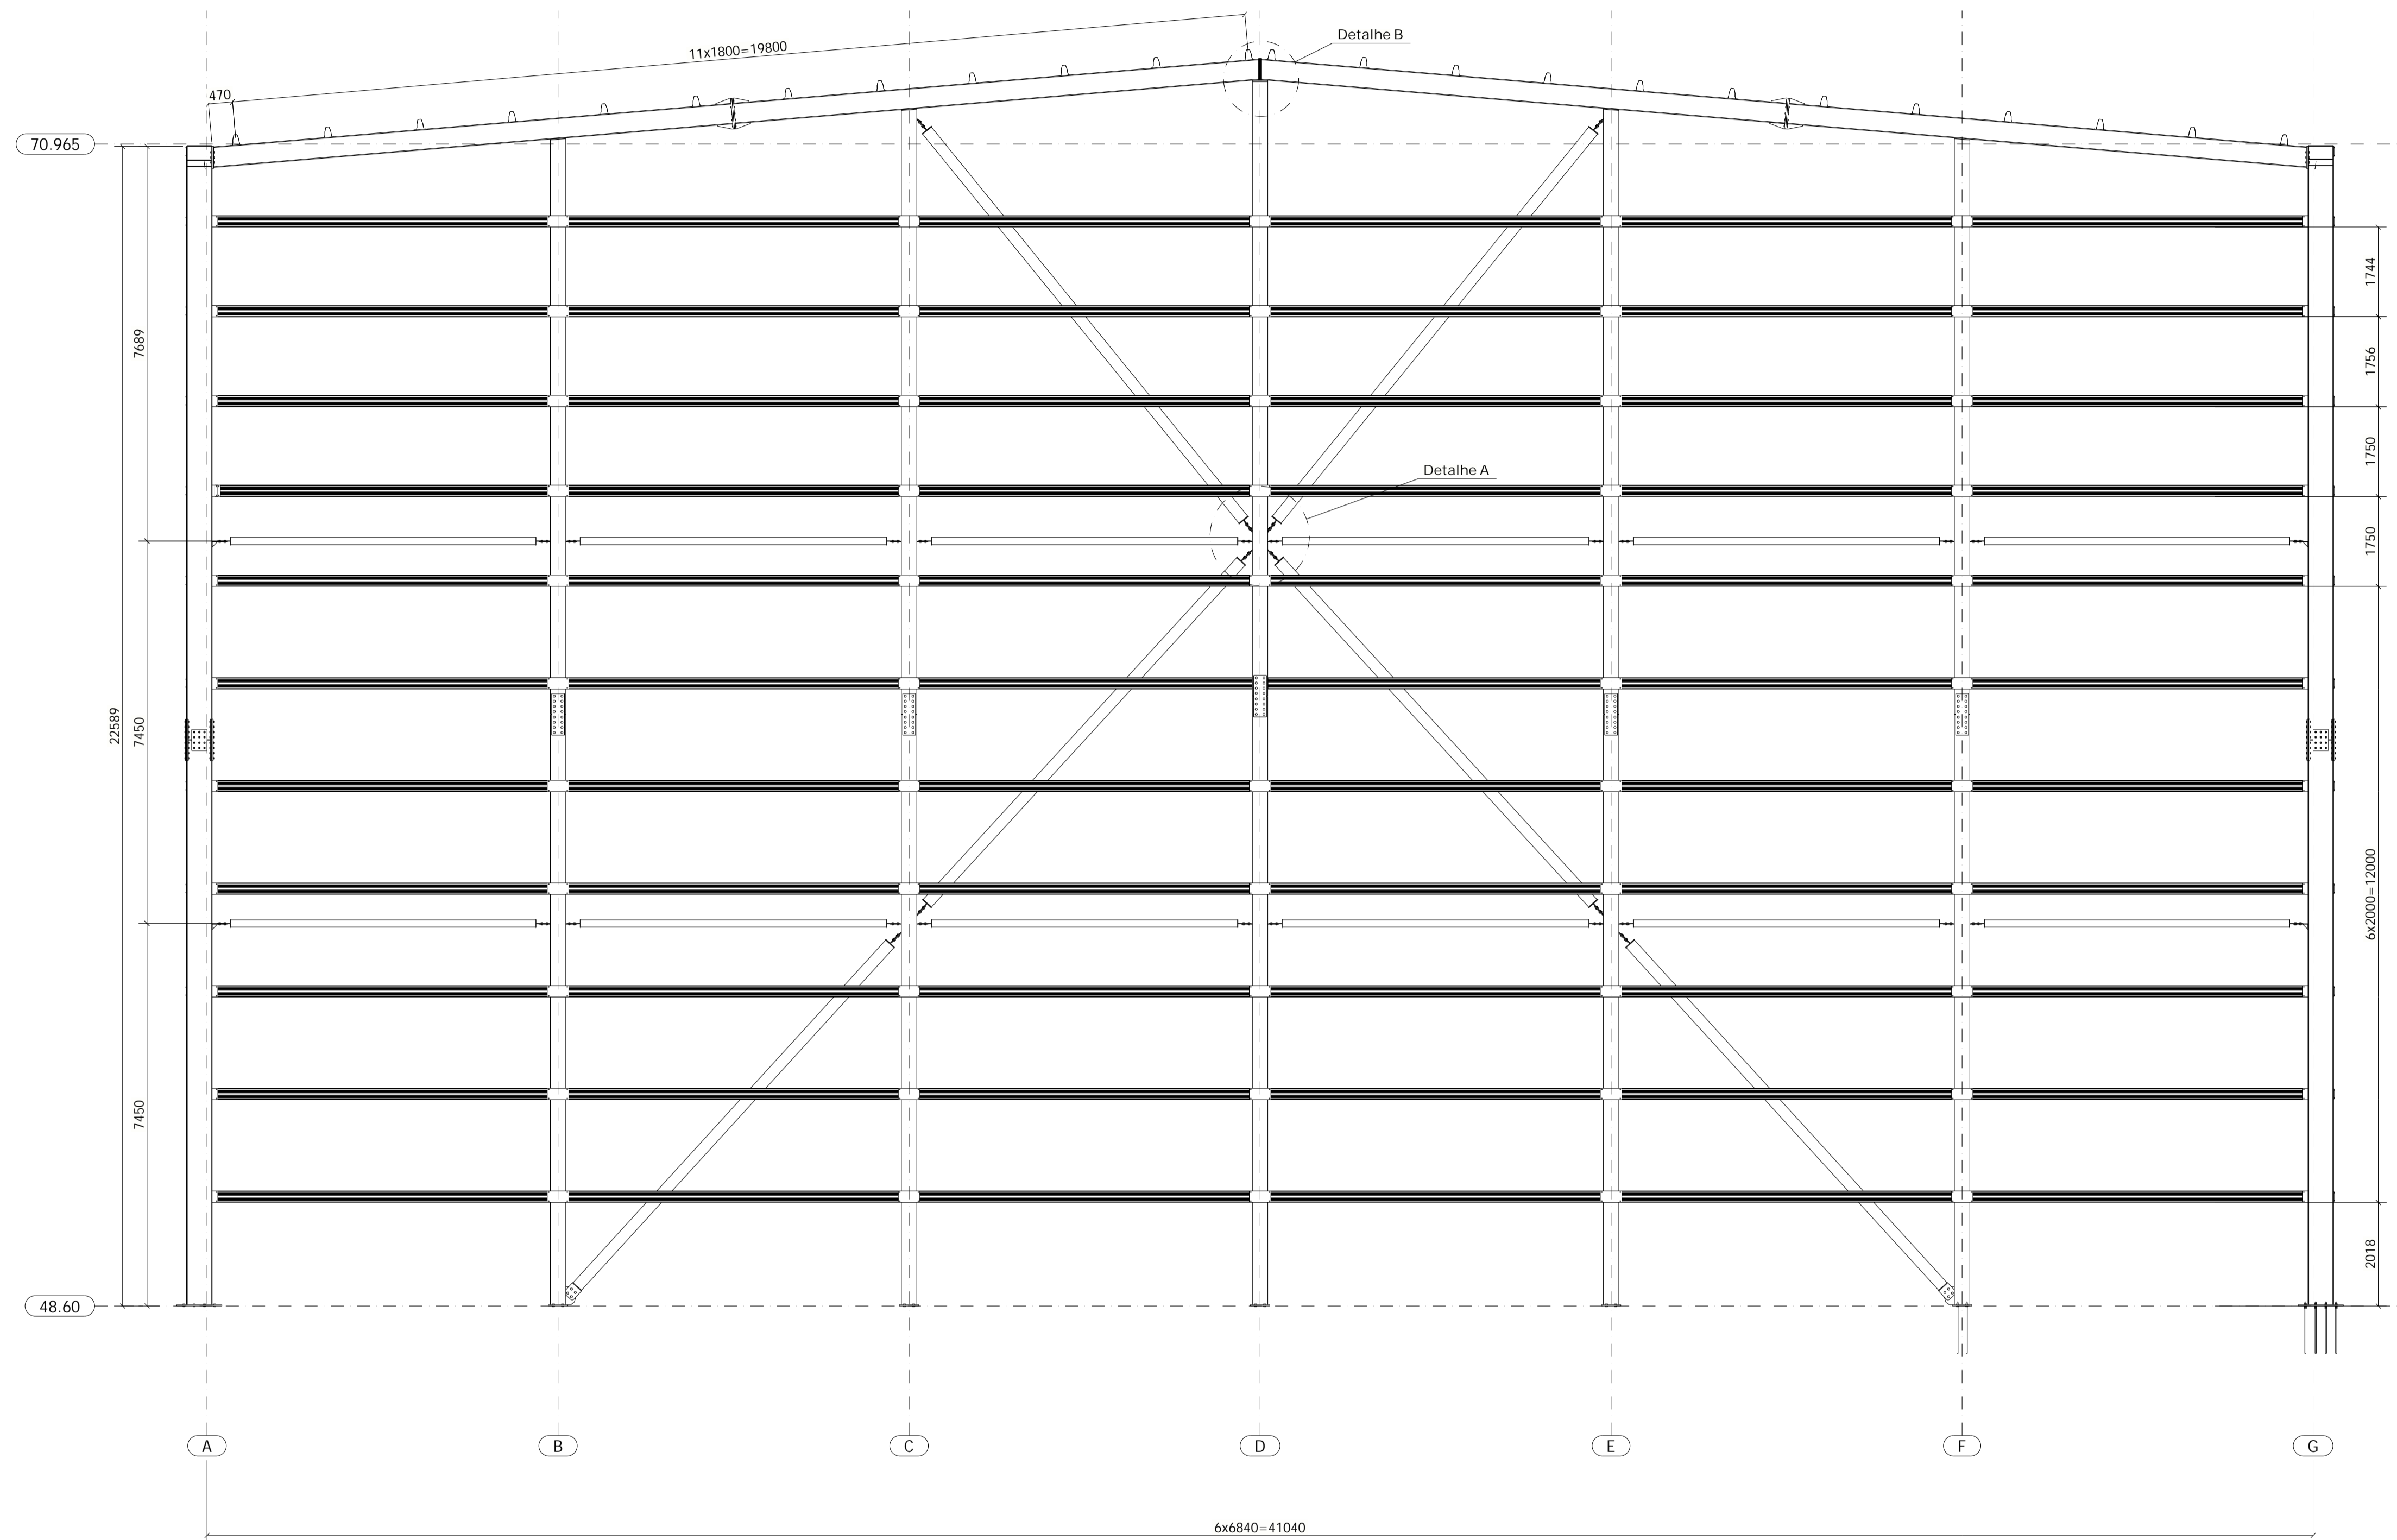 Detalhe B
11x1800=19800
470
70.965
1744
7689
1756
1750
Detalhe A
1750
22589
7450
6x2000=12000
7450
2018
48.60
A
B
C
D
E
F
G
6x6840=41040